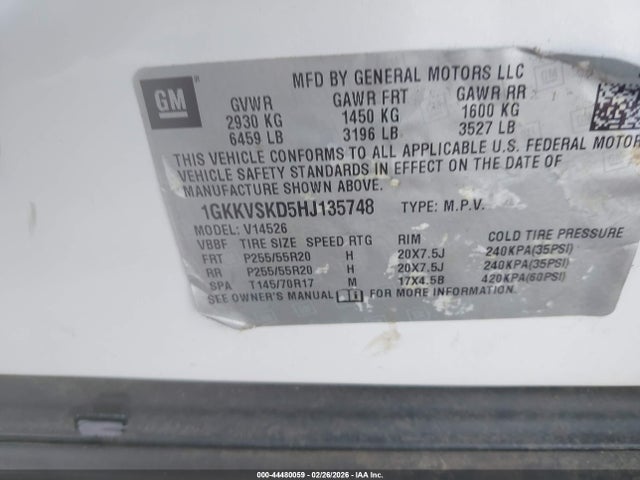 GM
MFD BY GENERAL MOTORS LLC
GVWR GAWR FRT GAWR RR
2930 KG 1450 KG 1600 KG
6459 LB 3196 LB 3527 LB
THIS VEHICLE CONFORMS TO ALL APPLICABLE U.S. FEDERAL MOTOR
VEHICLE SAFETY STANDARDS IN EFFECT ON THE DATE OF
MANUFACTURE SHOWN ABOVE.
1GKKVSKD5HJ135748 TYPE: M.P.V.
MODEL: V14526
VBBF TIRE SIZE SPEED RTG RIM COLD TIRE PRESSURE
FRT P255/55R20 H 20X7.5J 240KPA(35PSI)
RR P255/55R20 H 20X7.5J 240KPA(35PSI)
SPA T145/70R17 M 17X4.5B 420KPA(60PSI)
SEE OWNER'S MANUAL FOR MORE INFORMATION.
000-44480059 02/26/2026 IAA Inc.